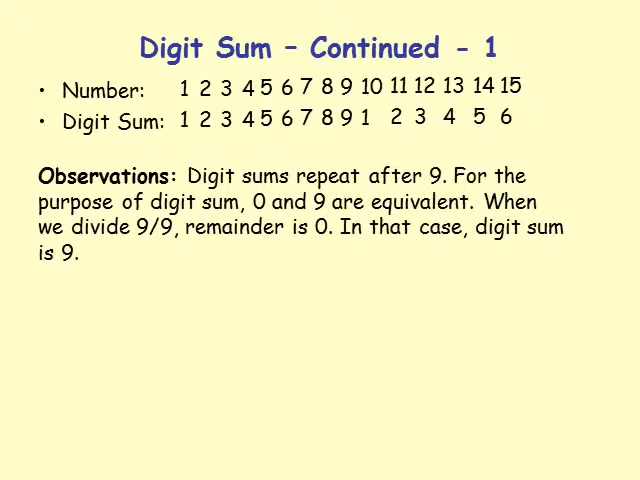 Digit Sum – Continued - 1
• Number: 1 2 3 4 5 6 7 8 9 10 11 12 13 14 15
• Digit Sum: 1 2 3 4 5 6 7 8 9 1 2 3 4 5 6
Observations: Digit sums repeat after 9. For the
purpose of digit sum, 0 and 9 are equivalent. When
we divide 9/9, remainder is 0. In that case, digit sum
is 9.